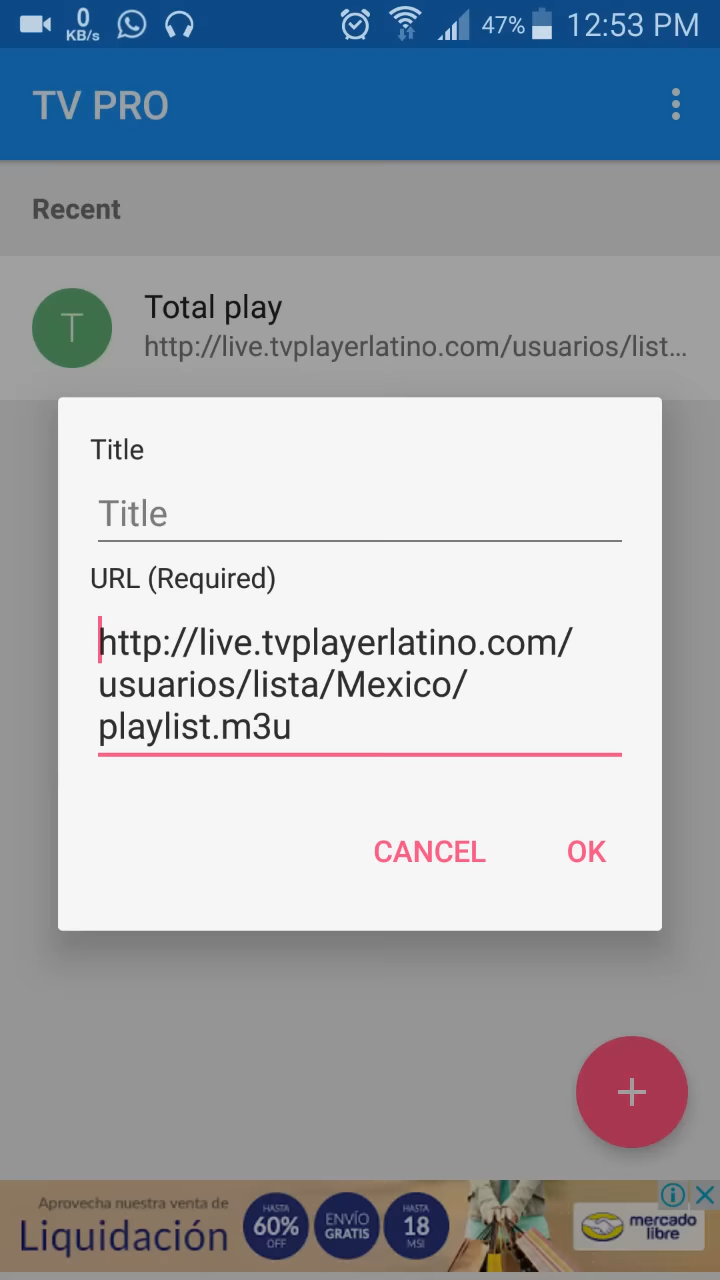 0
KB/s
47%
12:53 PM
TV PRO
Recent
T
Total play
http://live.tvplayerlatino.com/usuarios/list...
Title
Title
URL (Required)
http://live.tvplayerlatino.com/
usuarios/lista/Mexico/
playlist.m3u
CANCEL
OK
+
Aprovecha nuestra venta de
Liquidación
HASTA
60%
OFF
ENVÍO
GRATIS
HASTA
18
MSI
mercado
libre